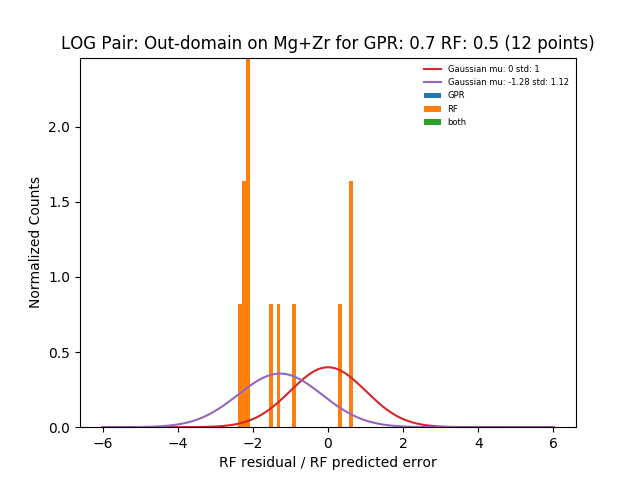 LOG Pair: Out-domain on Mg+Zr for GPR: 0.7 RF: 0.5 (12 points)
Gaussian mu: 0 std: 1
Gaussian mu: -1.28 std: 1.12
GPR
RF
both
Normalized Counts
2.0
1.5
1.0
0.5
0.0
−6 −4 −2 0 2 4 6
RF residual / RF predicted error